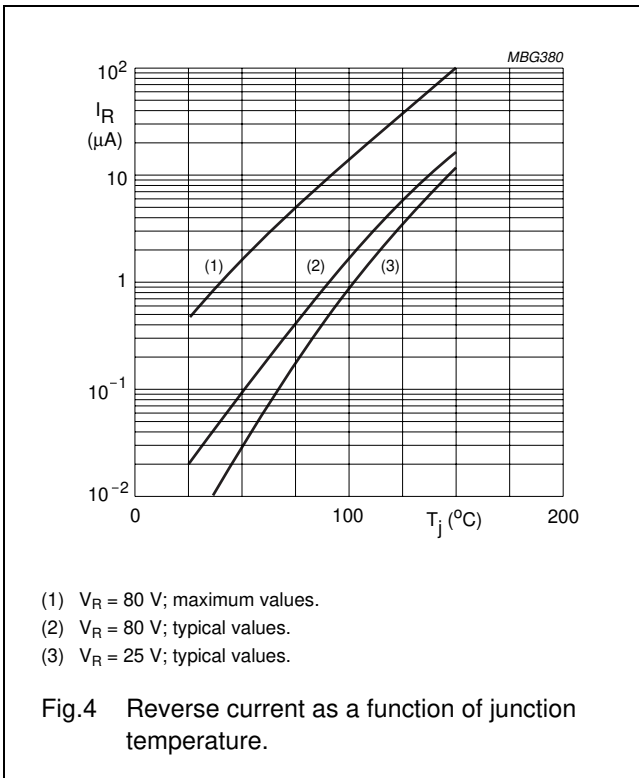 MBG380
10²
I_R
(μA)
10
(1)
(2)
(3)
1
10⁻¹
10⁻²
0
100
T_j (°C)
200
(1) V_R = 80 V; maximum values.
(2) V_R = 80 V; typical values.
(3) V_R = 25 V; typical values.
Fig.4 Reverse current as a function of junction
temperature.